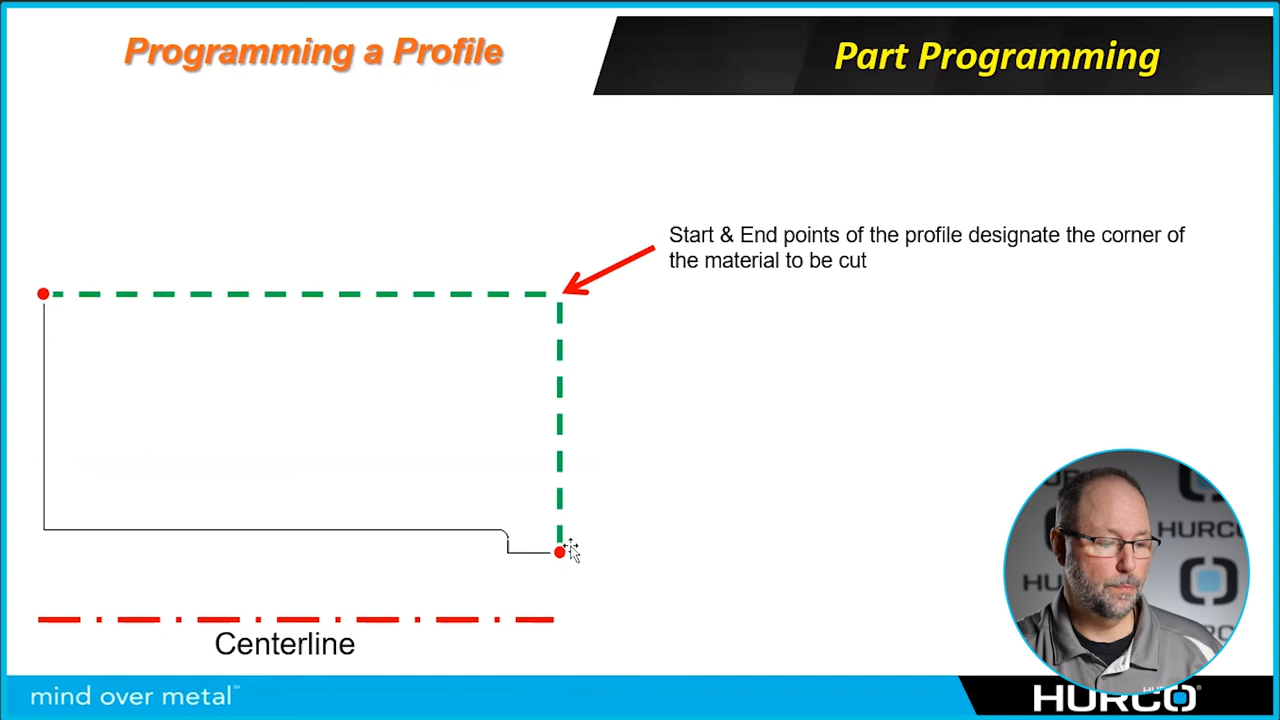 Programming a Profile
Part Programming
Start & End points of the profile designate the corner of
the material to be cut
Centerline
HURCO
mind over metal™
HURCO®